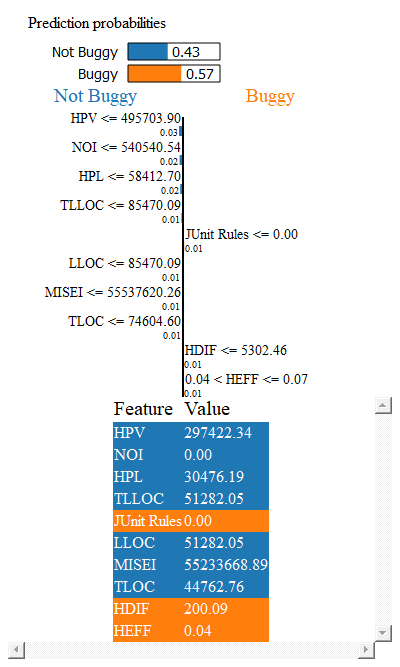 Prediction probabilities
Not Buggy 0.43
Buggy 0.57
Not Buggy Buggy
HPV <= 495703.90
0.03
NOI <= 540540.54
0.02
HPL <= 58412.70
0.02
TLLOC <= 85470.09
0.01
JUnit Rules <= 0.00
0.01
LLOC <= 85470.09
0.01
MISEI <= 55537620.26
0.01
TLOC <= 74604.60
0.01
HDIF <= 5302.46
0.01
0.04 < HEFF <= 0.07
0.01
Feature Value
HPV 297422.34
NOI 0.00
HPL 30476.19
TLLOC 51282.05
JUnit Rules 0.00
LLOC 51282.05
MISEI 55233668.89
TLOC 44762.76
HDIF 200.09
HEFF 0.04